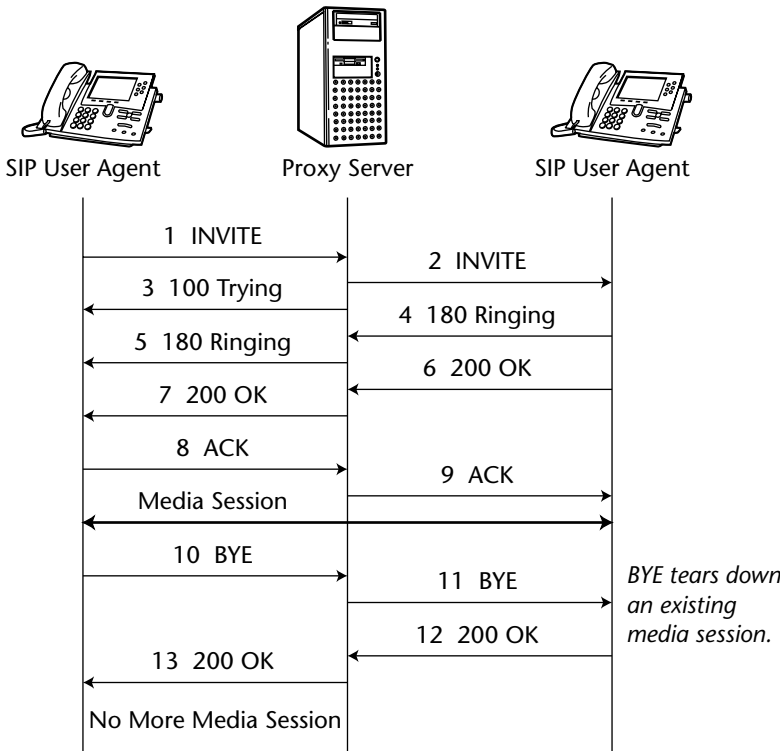 SIP User Agent
Proxy Server
SIP User Agent
1 INVITE
2 INVITE
3 100 Trying
4 180 Ringing
5 180 Ringing
6 200 OK
7 200 OK
8 ACK
9 ACK
Media Session
10 BYE
11 BYE
BYE tears down
an existing
media session.
12 200 OK
13 200 OK
No More Media Session